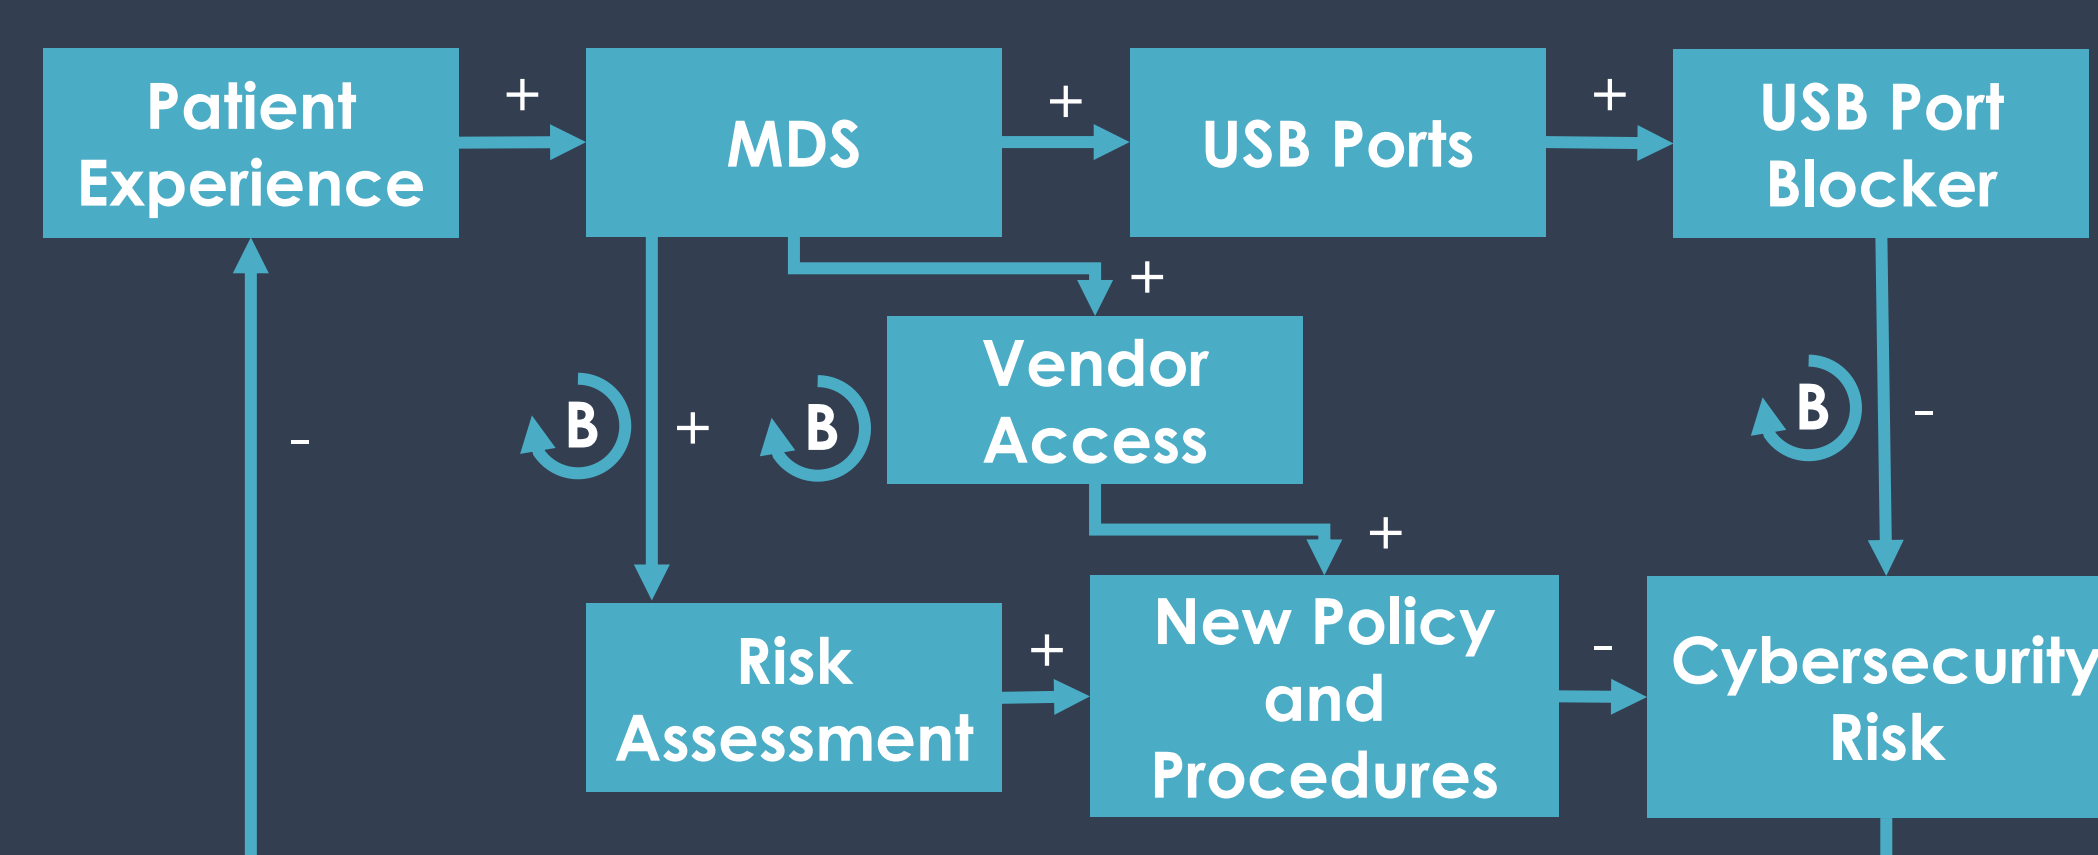 Patient
Experience
+
MDS
+
USB Ports
+
USB Port
Blocker
+
Vendor
Access
B
+
B
B
-
-
+
Risk
Assessment
+
New Policy
and
Procedures
-
Cybersecurity
Risk